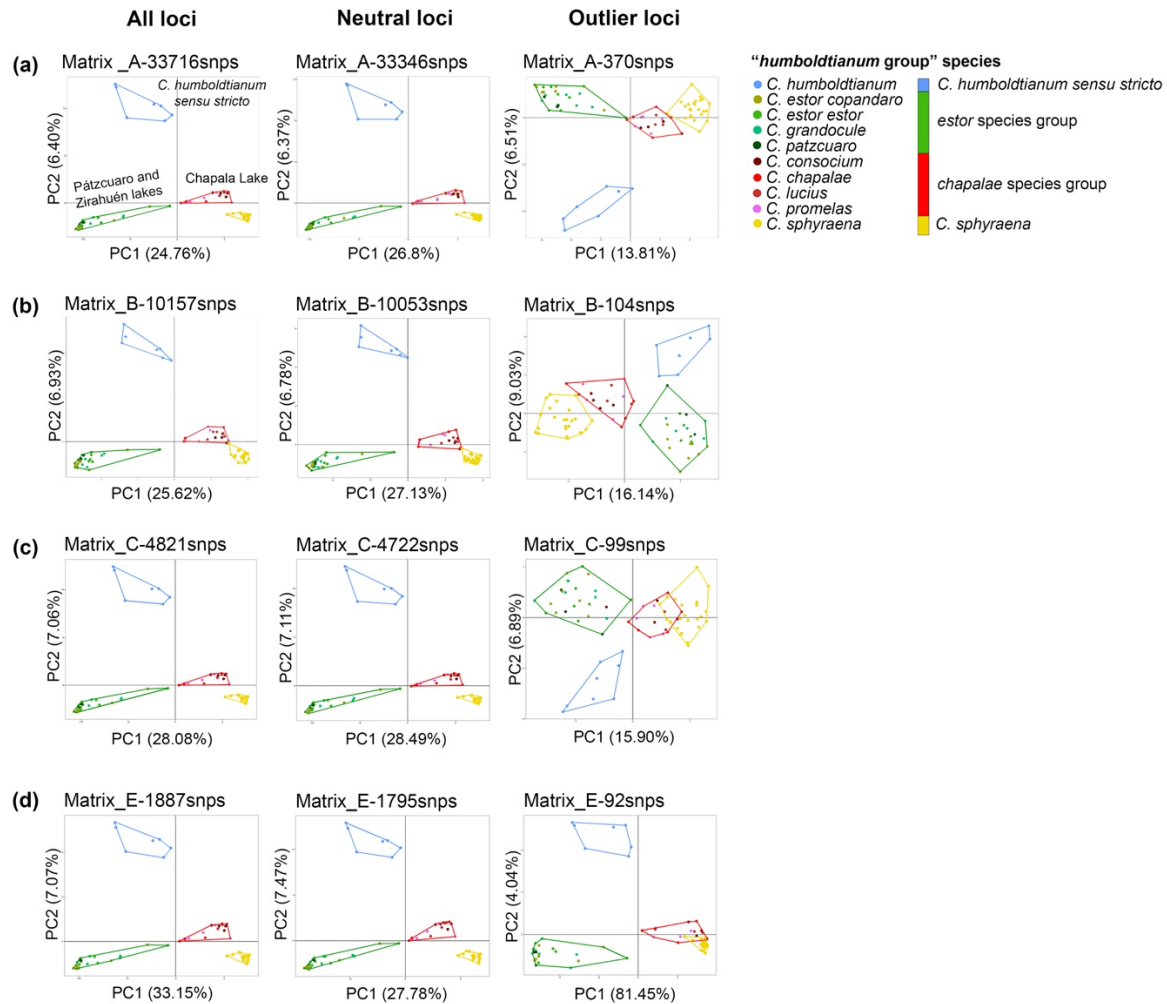 All loci
Neutral loci
Outlier loci
(a)
Matrix _A-33716snps
C. humboldtianum
sensu stricto
Pátzcuaro and
Zirahuén lakes
Chapala Lake
PC2 (6.40%)
PC1 (24.76%)
Matrix_A-33346snps
PC2 (6.37%)
PC1 (26.8%)
Matrix_A-370snps
PC2 (6.51%)
PC1 (13.81%)
"humboldtianum group" species
C. humboldtianum
C. estor copandaro
C. estor estor
C. grandocule
C. patzcuaro
C. consocium
C. chapalae
C. lucius
C. promelas
C. sphyraena
C. humboldtianum sensu stricto
estor species group
chapalae species group
C. sphyraena
(b)
Matrix_B-10157snps
PC2 (6.93%)
PC1 (25.62%)
Matrix_B-10053snps
PC2 (6.78%)
PC1 (27.13%)
Matrix_B-104snps
PC2 (9.03%)
PC1 (16.14%)
(c)
Matrix_C-4821snps
PC2 (7.06%)
PC1 (28.08%)
Matrix_C-4722snps
PC2 (7.11%)
PC1 (28.49%)
Matrix_C-99snps
PC2 (6.89%)
PC1 (15.90%)
(d)
Matrix_E-1887snps
PC2 (7.07%)
PC1 (33.15%)
Matrix_E-1795snps
PC2 (7.47%)
PC1 (27.78%)
Matrix_E-92snps
PC2 (4.04%)
PC1 (81.45%)